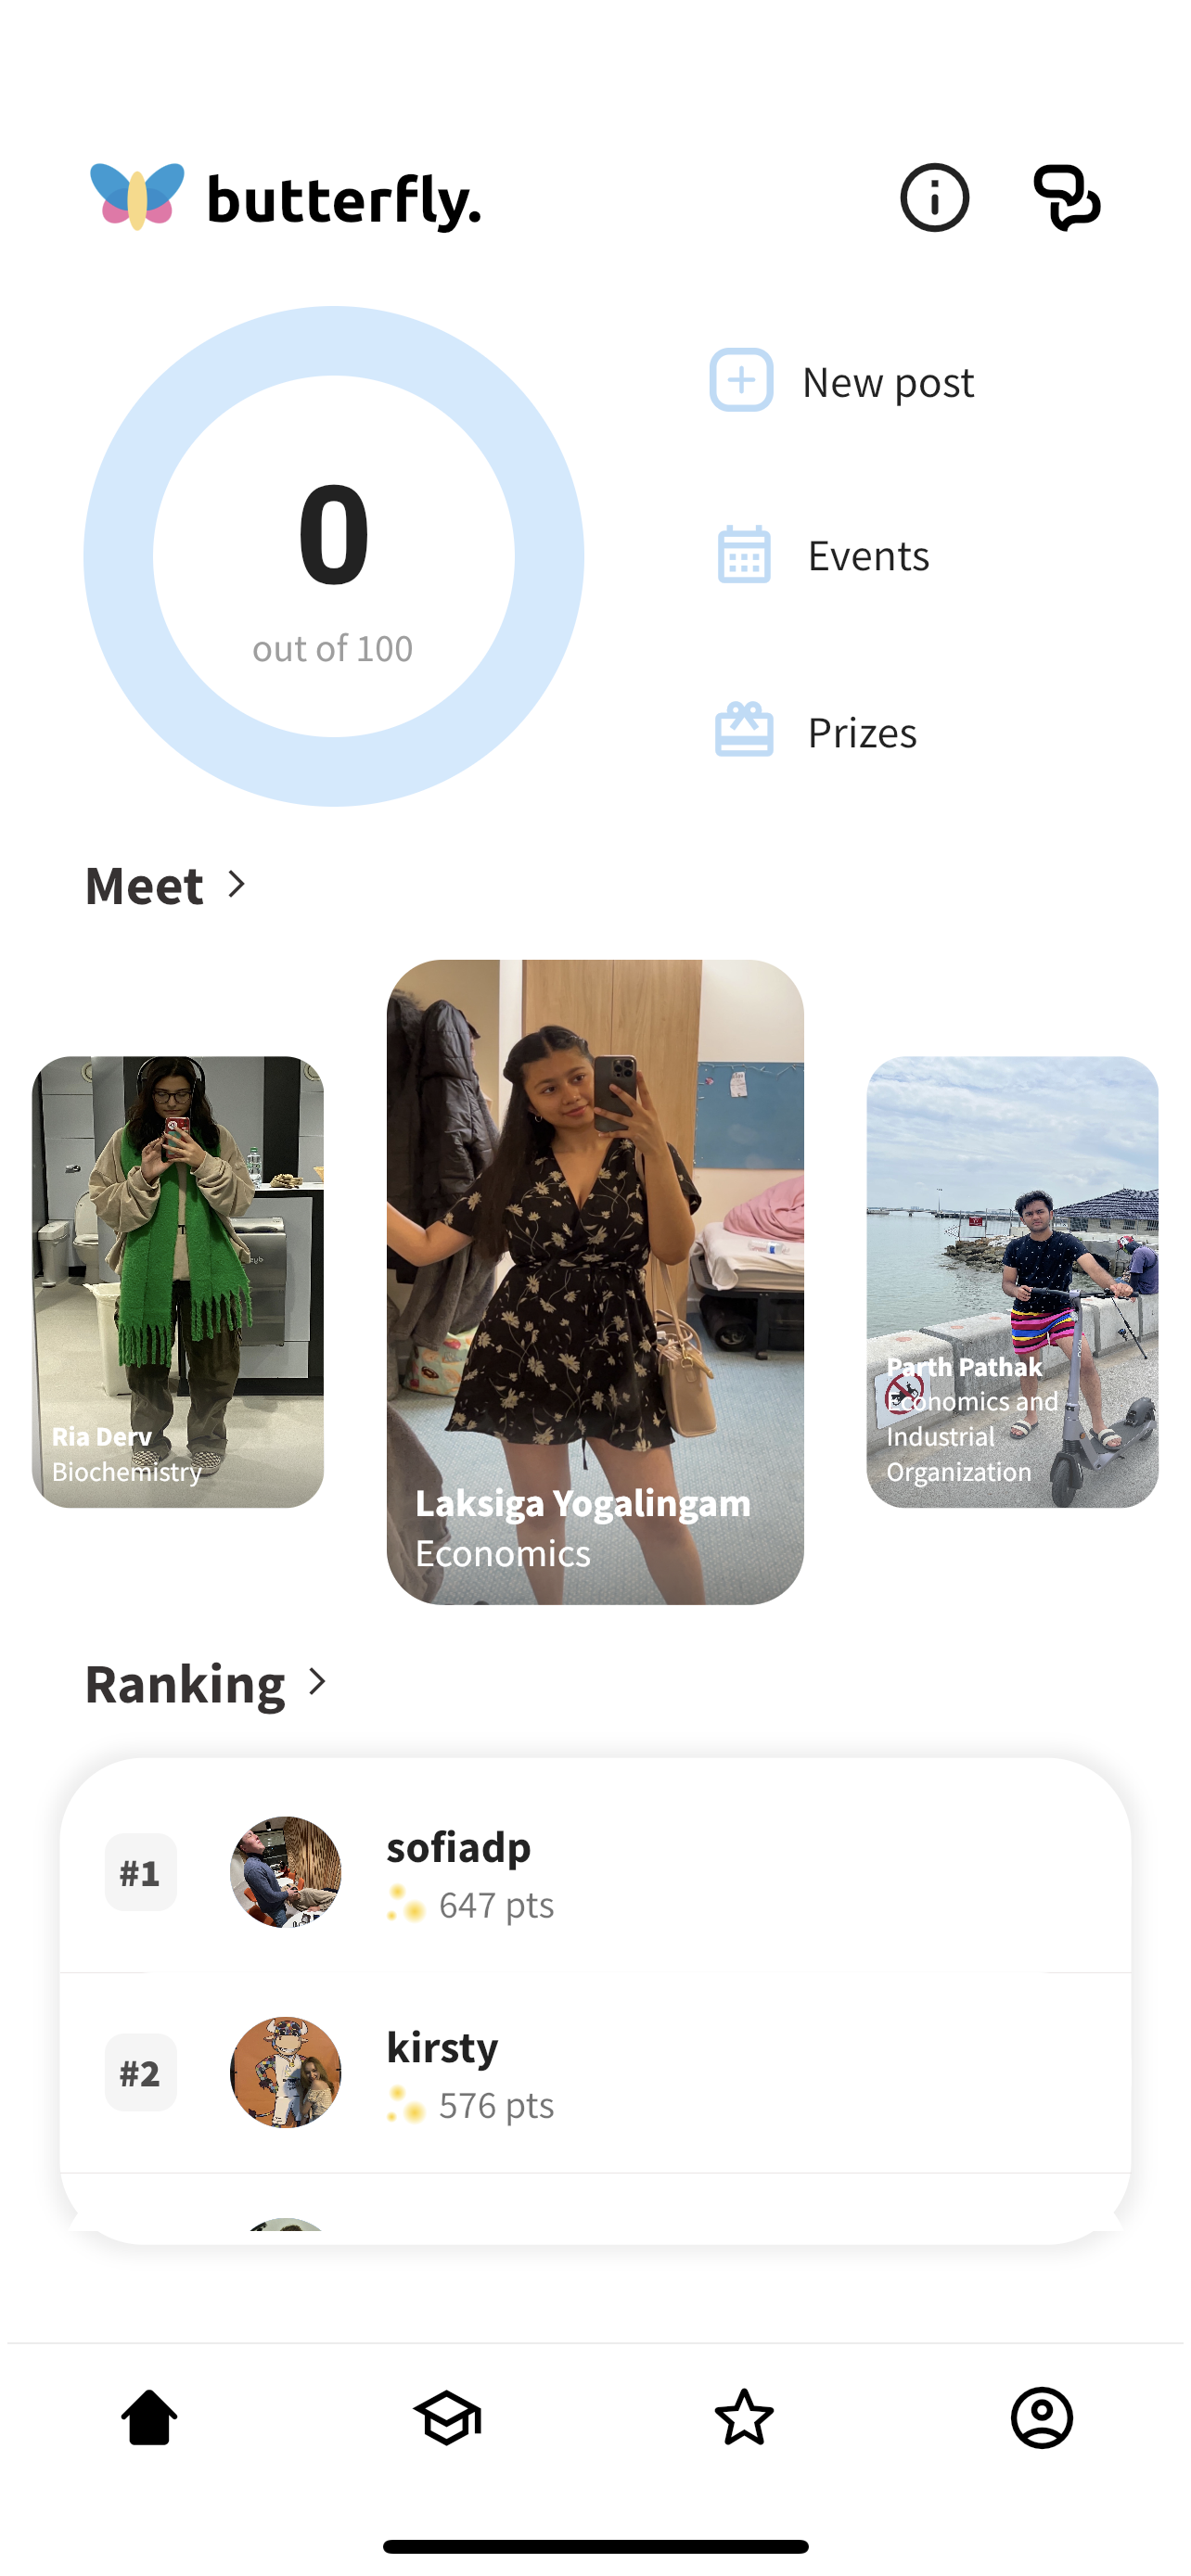 butterfly.
0
out of 100
New post
Events
Prizes
Meet
Ria Derv
Biochemistry
Laksiga Yogalingam
Economics
Parth Pathak
Economics and
Industrial
Organization
Ranking
#1
sofiadp
647 pts
#2
kirsty
576 pts